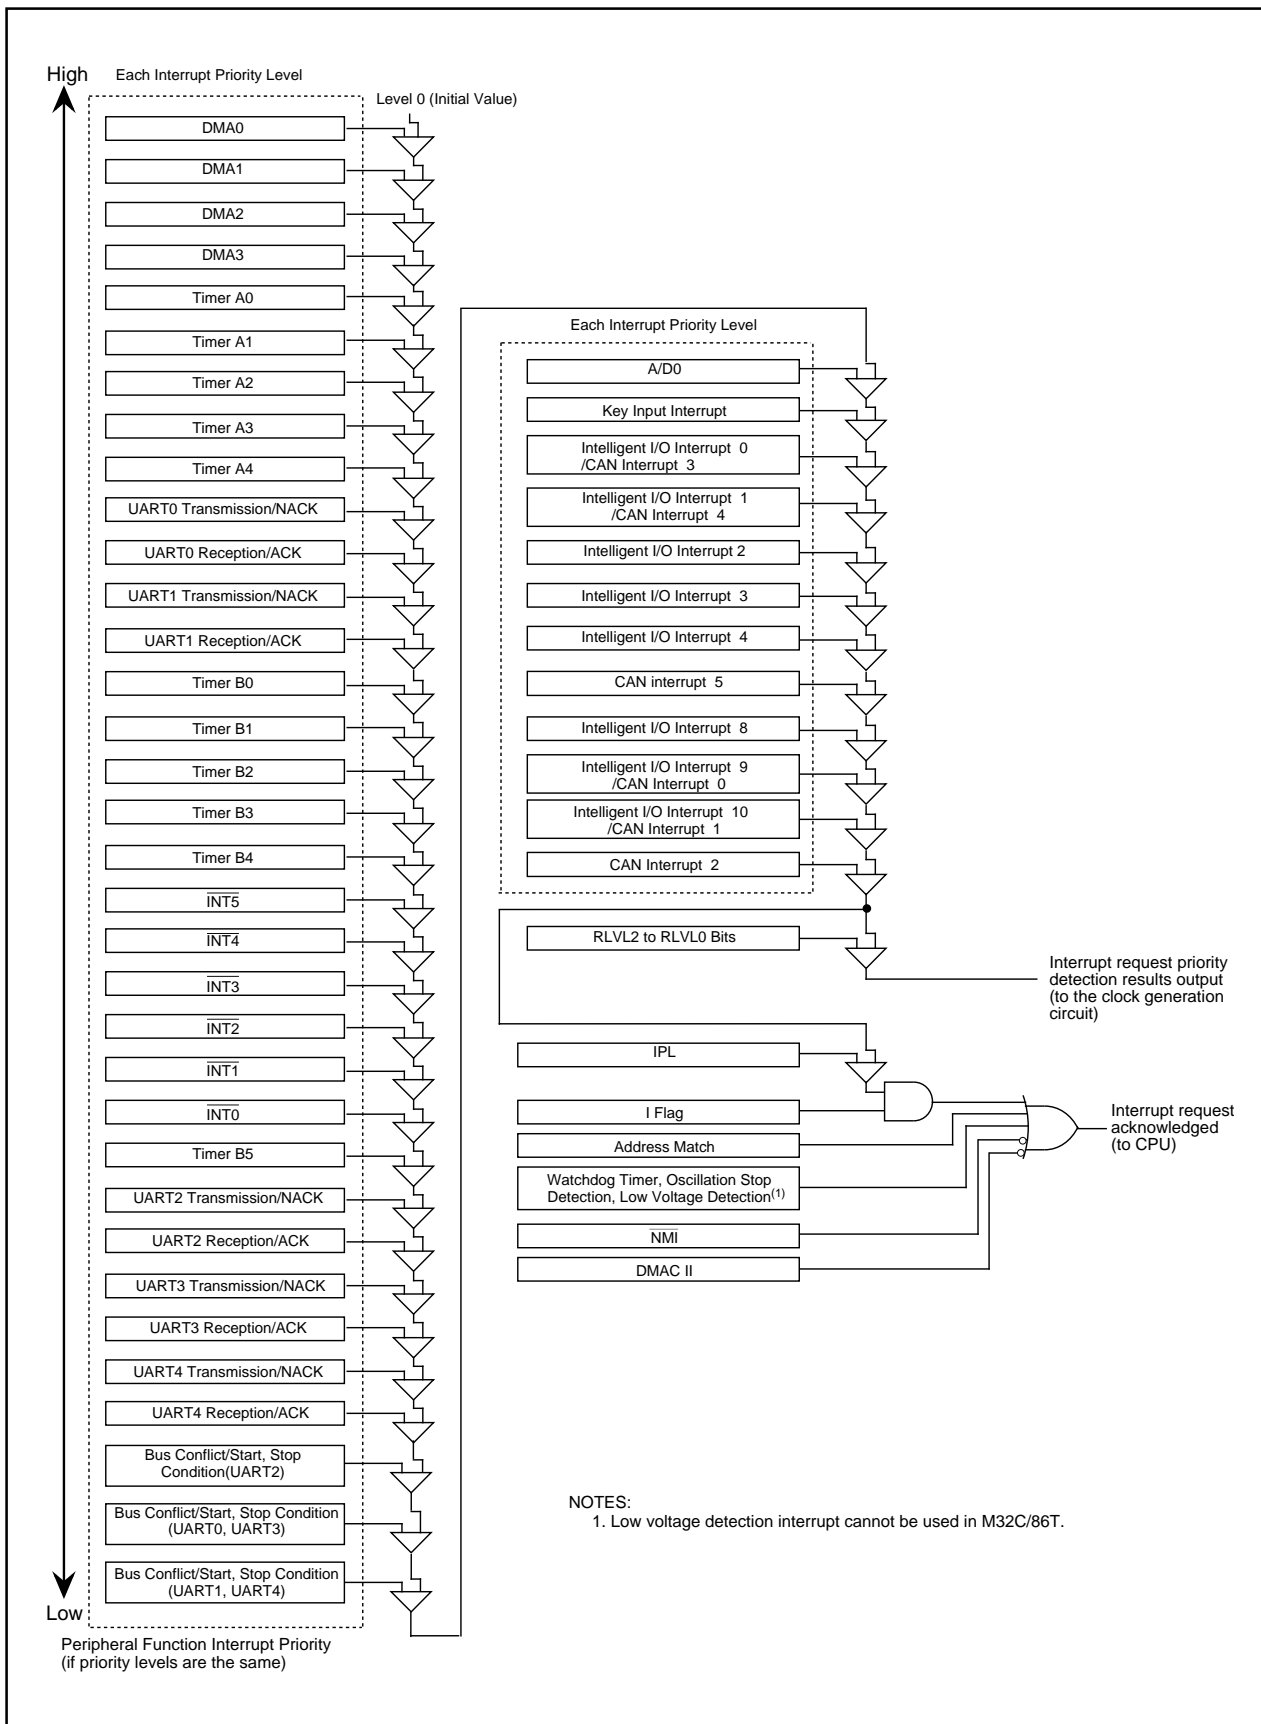 High
Each Interrupt Priority Level
Level 0 (Initial Value)
DMA0
DMA1
DMA2
DMA3
Timer A0
Timer A1
Timer A2
Timer A3
Timer A4
UART0 Transmission/NACK
UART0 Reception/ACK
UART1 Transmission/NACK
UART1 Reception/ACK
Timer B0
Timer B1
Timer B2
Timer B3
Timer B4
INT5
INT4
INT3
INT2
INT1
INT0
Timer B5
UART2 Transmission/NACK
UART2 Reception/ACK
UART3 Transmission/NACK
UART3 Reception/ACK
UART4 Transmission/NACK
UART4 Reception/ACK
Bus Conflict/Start, Stop
Condition(UART2)
Bus Conflict/Start, Stop Condition
(UART0, UART3)
Bus Conflict/Start, Stop Condition
(UART1, UART4)
Low
Peripheral Function Interrupt Priority
(if priority levels are the same)
Each Interrupt Priority Level
A/D0
Key Input Interrupt
Intelligent I/O Interrupt 0
/CAN Interrupt 3
Intelligent I/O Interrupt 1
/CAN Interrupt 4
Intelligent I/O Interrupt 2
Intelligent I/O Interrupt 3
Intelligent I/O Interrupt 4
CAN interrupt 5
Intelligent I/O Interrupt 8
Intelligent I/O Interrupt 9
/CAN Interrupt 0
Intelligent I/O Interrupt 10
/CAN Interrupt 1
CAN Interrupt 2
RLVL2 to RLVL0 Bits
Interrupt request priority
detection results output
(to the clock generation
circuit)
IPL
I Flag
Address Match
Watchdog Timer, Oscillation Stop
Detection, Low Voltage Detection(1)
NMI
DMAC II
Interrupt request
acknowledged
(to CPU)
NOTES:
1. Low voltage detection interrupt cannot be used in M32C/86T.